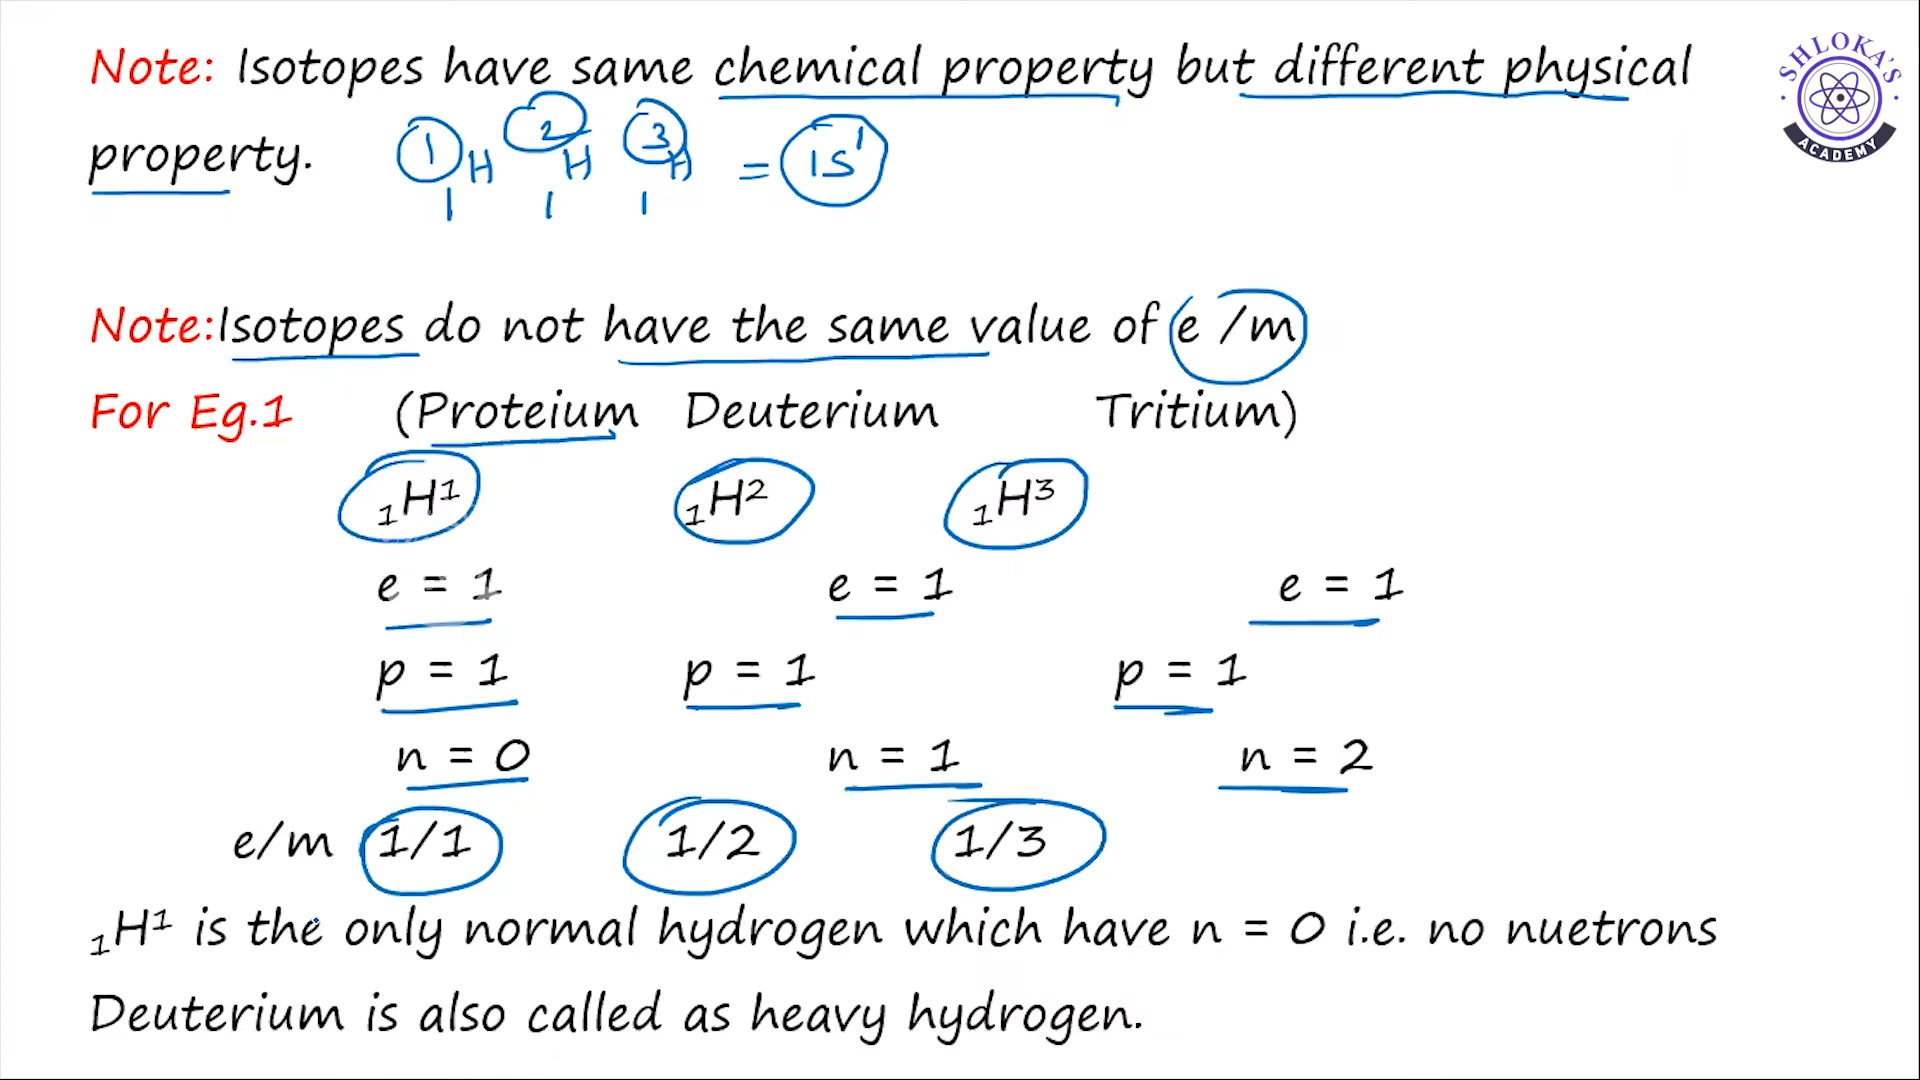 Note: Isotopes have same chemical property but different physical
property. 1H1 2H1 3H1 = 1S¹
SHLOKA'S ACADEMY
Note:Isotopes do not have the same value of e /m
For Eg.1 (Proteium Deuterium Tritium)
₁H¹ ₁H² ₁H³
e = 1 e = 1 e = 1
p = 1 p = 1 p = 1
n = 0 n = 1 n = 2
e/m 1/1 1/2 1/3
₁H¹ is the only normal hydrogen which have n = 0 i.e. no nuetrons
Deuterium is also called as heavy hydrogen.